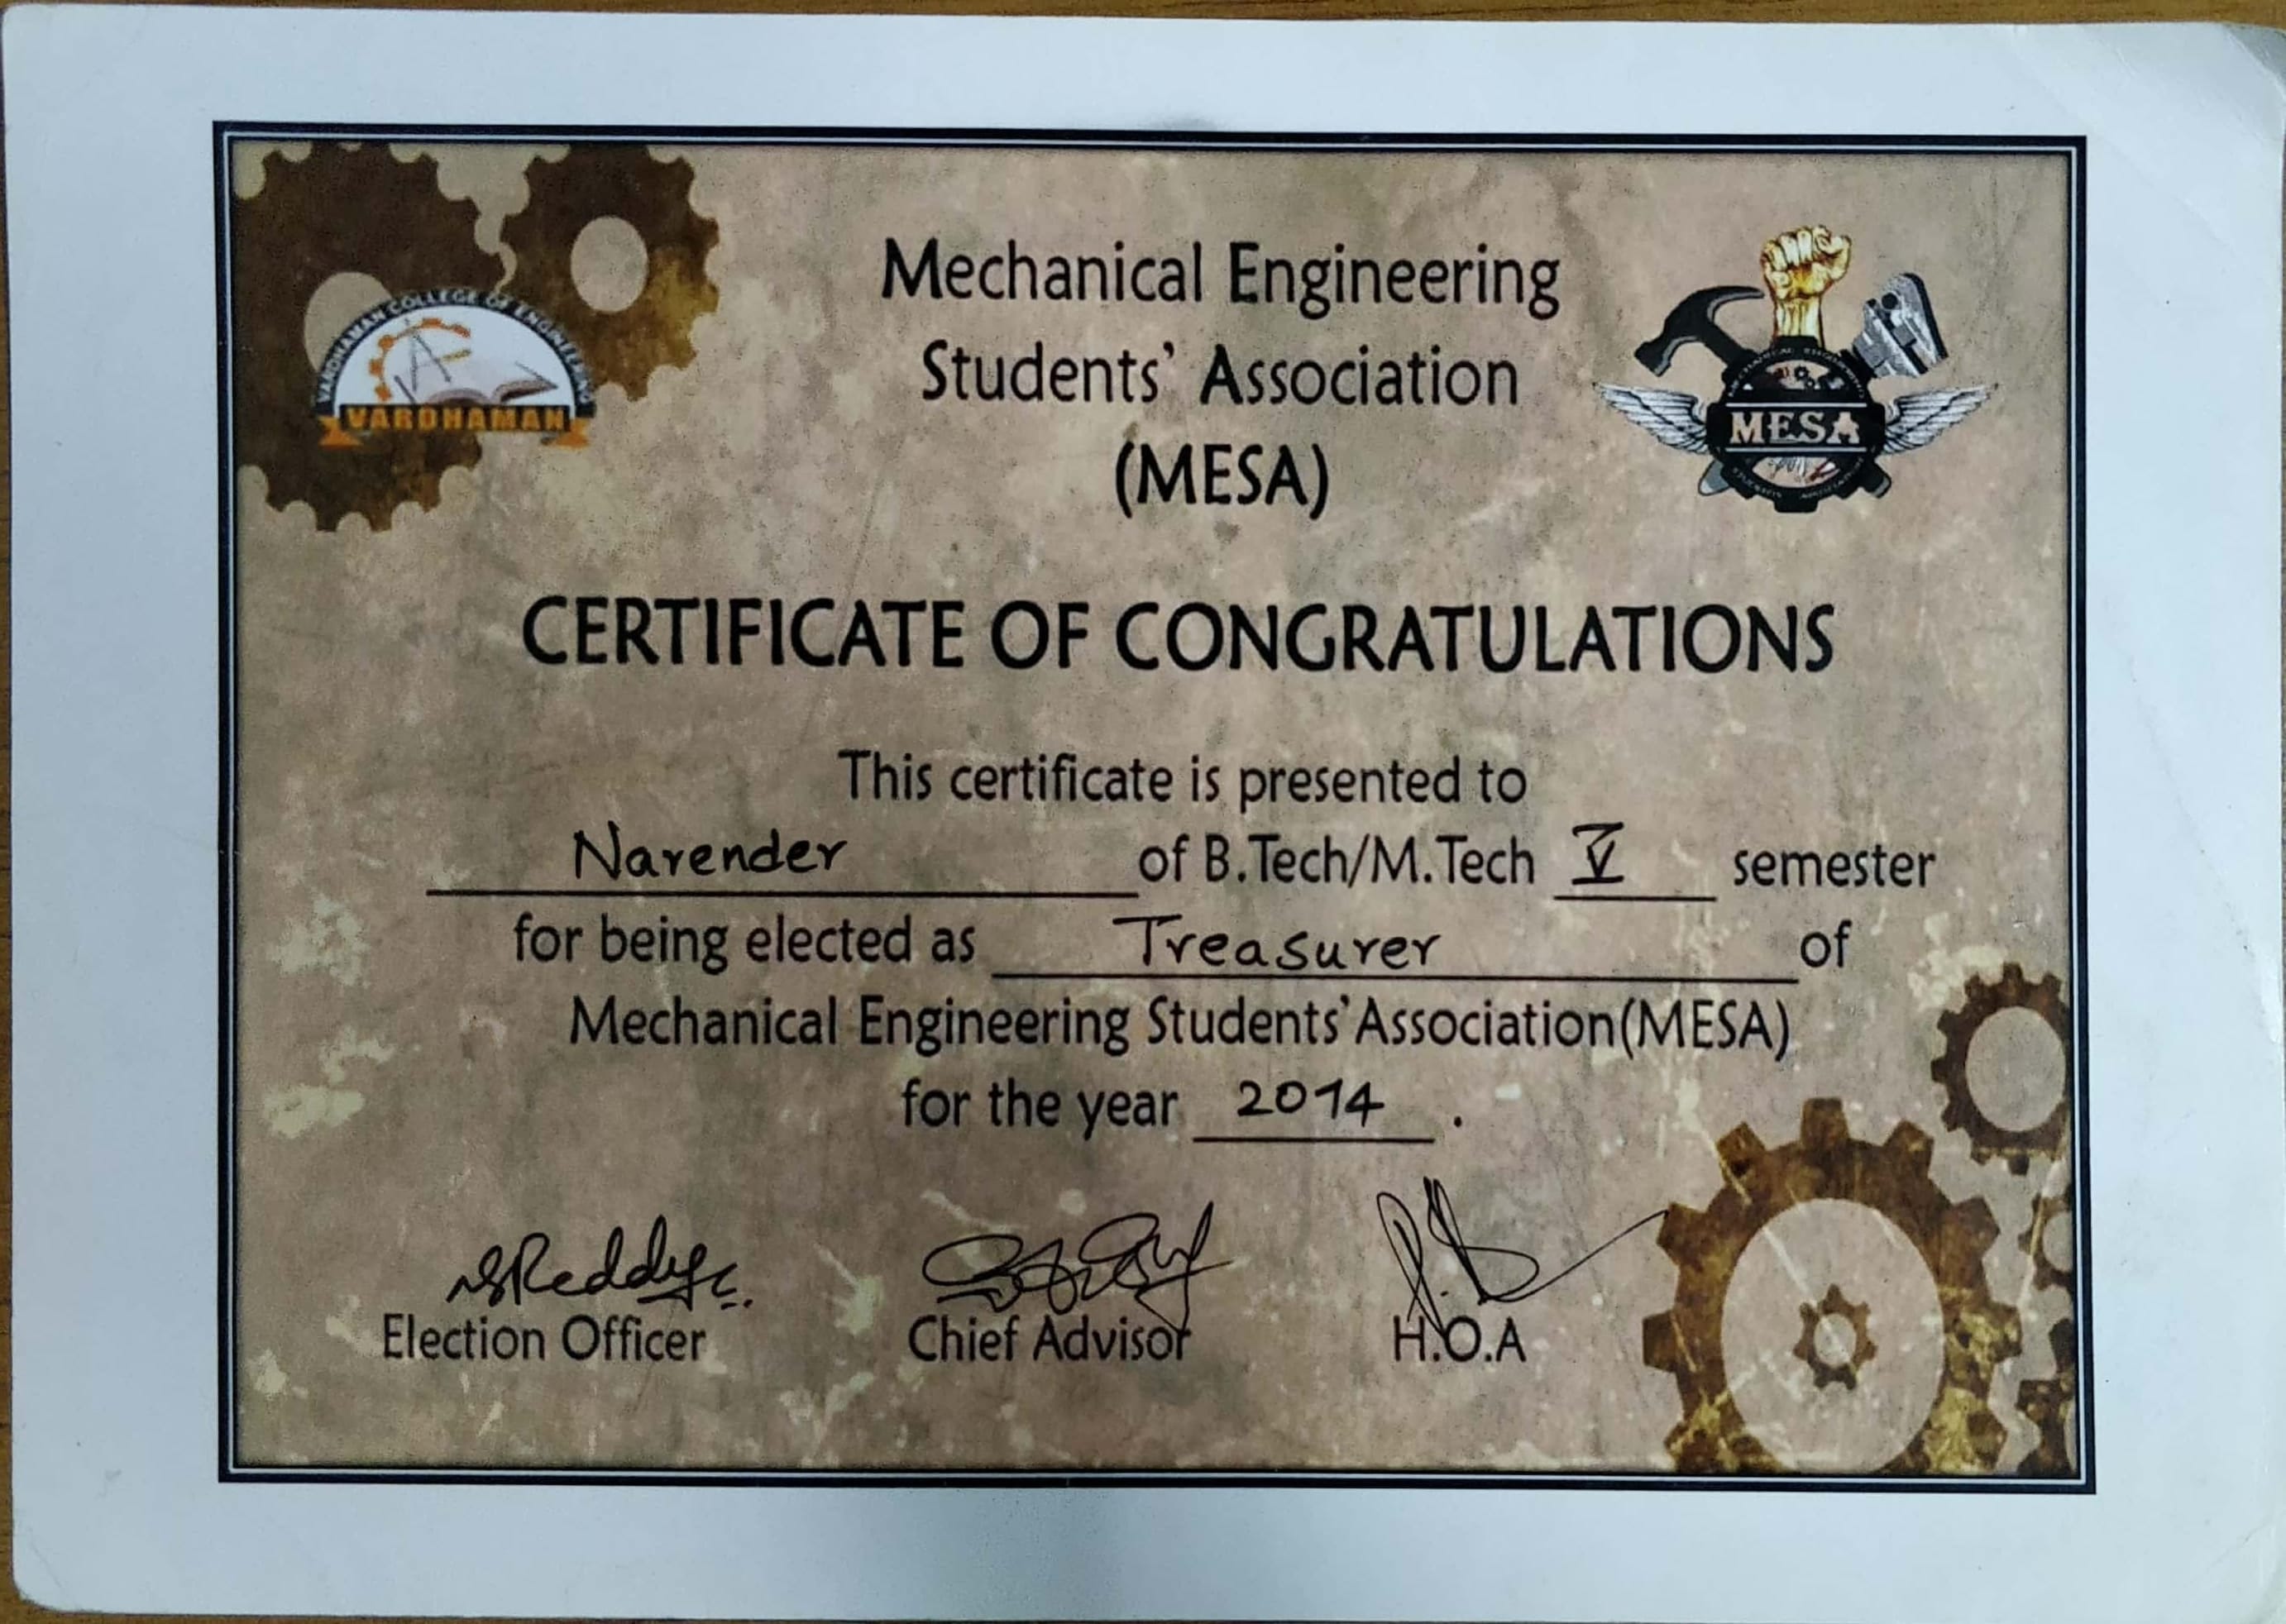 Mechanical Engineering
Students' Association
(MESA)
VARDHAMAN COLLEGE OF ENGINEERING
VARDHAMAN
MESA
CERTIFICATE OF CONGRATULATIONS
This certificate is presented to
Narender of B.Tech/M.Tech V semester
for being elected as Treasurer of
Mechanical Engineering Students' Association(MESA)
for the year 2014 .
Election Officer Chief Advisor H.O.A